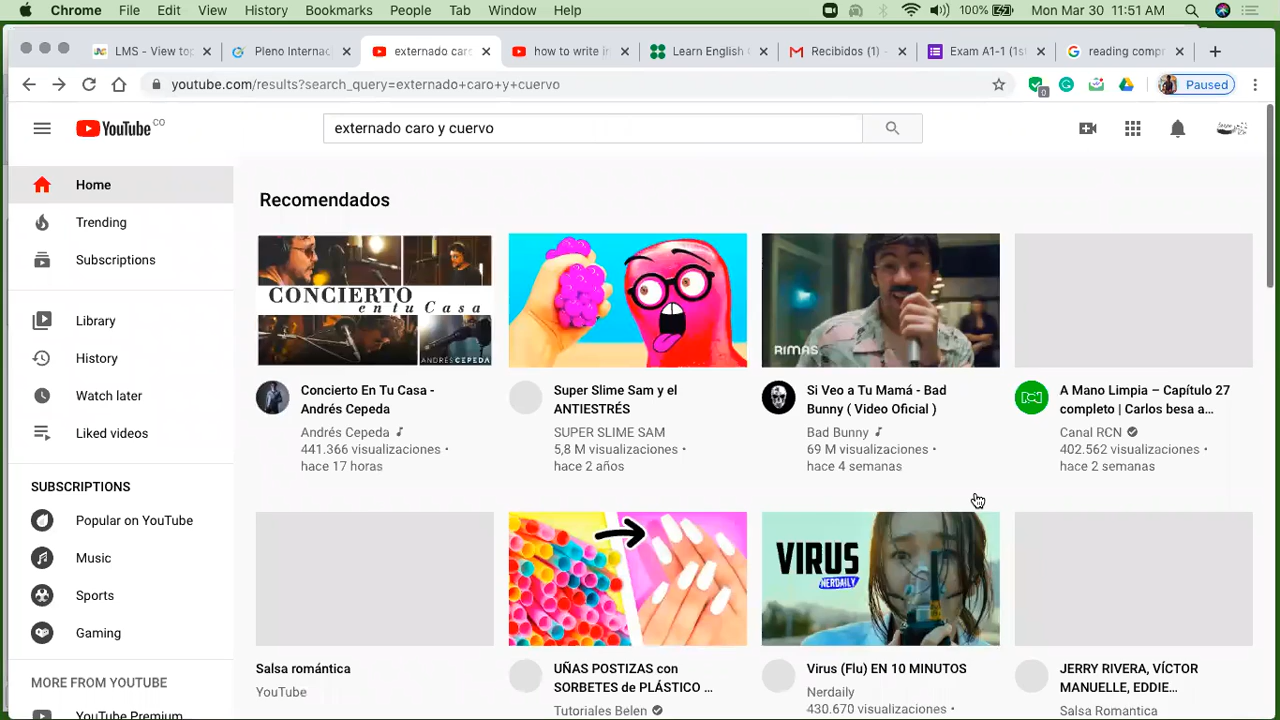 Chrome File Edit View History Bookmarks People Tab Window Help 100% Mon Mar 30 11:51 AM
LMS - View top Pleno Internac externado car how to write in Learn English Recibidos (1) - Exam A1-1 (1s reading compr
youtube.com/results?search_query=externado+caro+y+cuervo 0 Paused
YouTube CO externado caro y cuervo
Home
Trending
Subscriptions
Library
History
Watch later
Liked videos
SUBSCRIPTIONS
Popular on YouTube
Music
Sports
Gaming
MORE FROM YOUTUBE
YouTube Premium
Recomendados
CONCIERTO
en tu Casa
ANDRÉS CEPEDA
Concierto En Tu Casa -
Andrés Cepeda
Andrés Cepeda
441.366 visualizaciones •
hace 17 horas
Super Slime Sam y el
ANTIESTRÉS
SUPER SLIME SAM
5,8 M visualizaciones •
hace 2 años
RIMAS
Si Veo a Tu Mamá - Bad
Bunny ( Video Oficial )
Bad Bunny
69 M visualizaciones •
hace 4 semanas
A Mano Limpia – Capítulo 27
completo | Carlos besa a...
Canal RCN
402.562 visualizaciones •
hace 2 semanas
Salsa romántica
YouTube
UÑAS POSTIZAS con
SORBETES de PLÁSTICO ...
Tutoriales Belen
VIRUS
NERDAILY
Virus (Flu) EN 10 MINUTOS
Nerdaily
430.670 visualizaciones •
JERRY RIVERA, VÍCTOR
MANUELLE, EDDIE...
Salsa Romantica